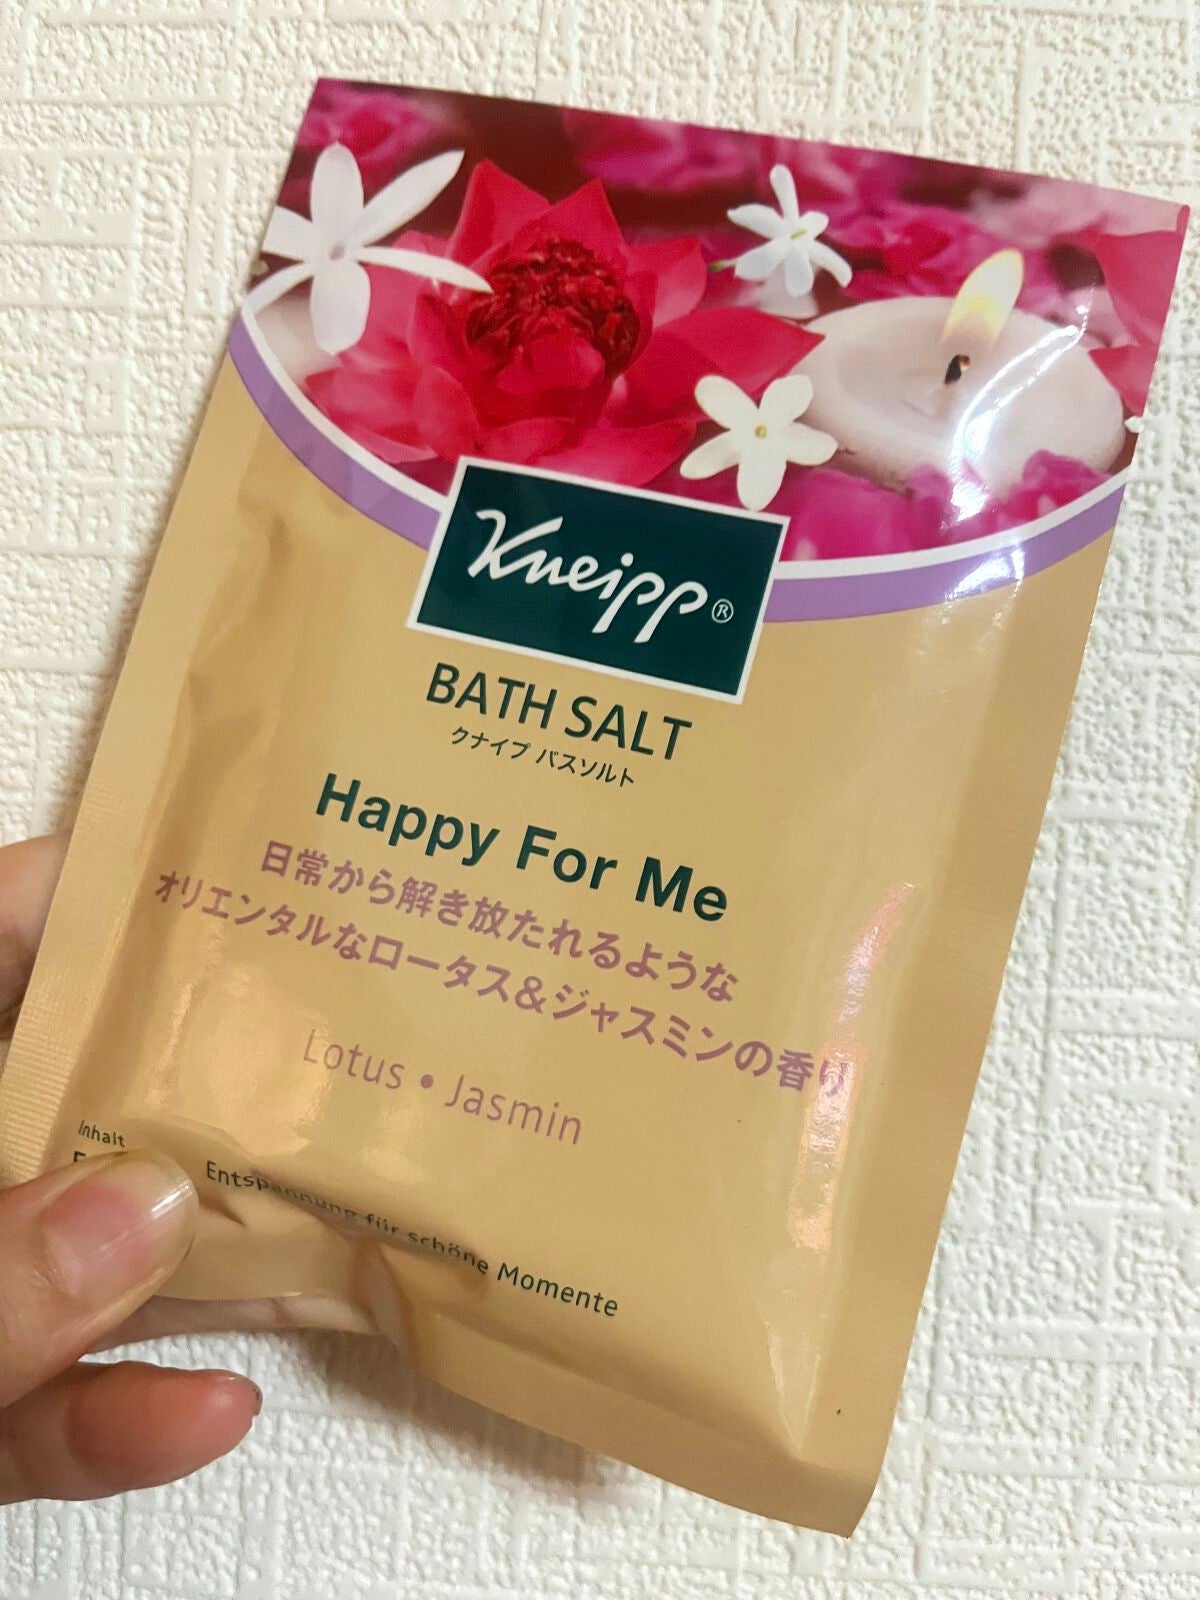 Kneipp®
BATH SALT
クナイプ バスソルト
Happy For Me
日常から解き放たれるような
オリエンタルなロータス&ジャスミンの香り
Lotus・Jasmin
Inhalt
Entspannung für schöne Momente